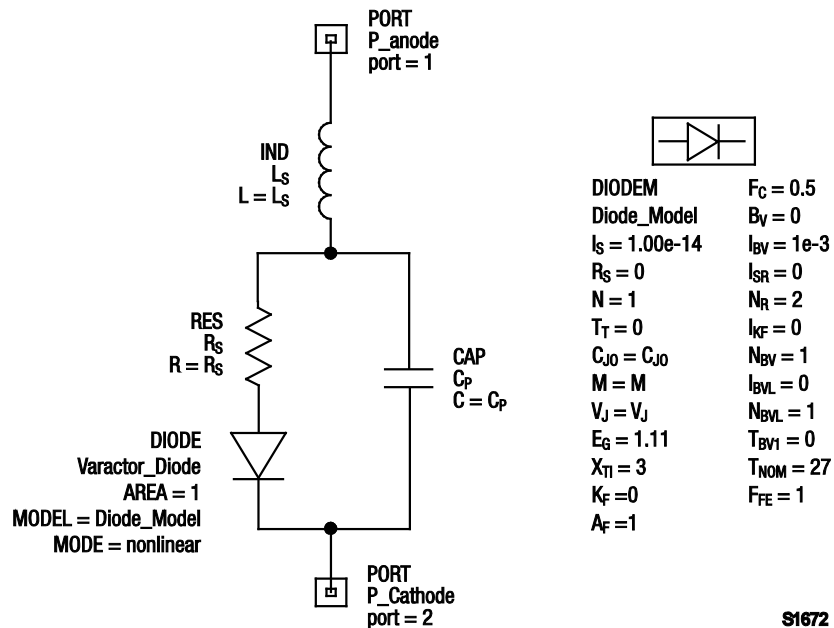 PORT
P_anode
port = 1
IND
LS
L = LS
RES
RS
R = RS
CAP
CP
C = CP
DIODE
Varactor_Diode
AREA = 1
MODEL = Diode_Model
MODE = nonlinear
PORT
P_Cathode
port = 2
DIODEM
Diode_Model
IS = 1.00e-14
RS = 0
N = 1
TT = 0
CJO = CJO
M = M
VJ = VJ
EG = 1.11
XTI = 3
KF =0
AF =1
FC = 0.5
BV = 0
IBV = 1e-3
ISR = 0
NR = 2
IKF = 0
NBV = 1
IBVL = 0
NBVL = 1
TBV1 = 0
TNOM = 27
FFE = 1
S1672